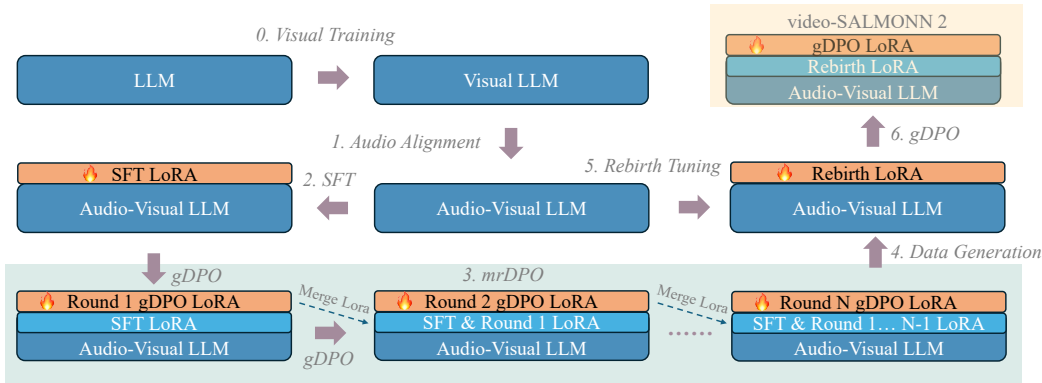 0. Visual Training
video-SALMONN 2
gDPO LoRA
Rebirth LoRA
Audio-Visual LLM
LLM
Visual LLM
1. Audio Alignment
6. gDPO
SFT LoRA
Audio-Visual LLM
2. SFT
Audio-Visual LLM
5. Rebirth Tuning
Rebirth LoRA
Audio-Visual LLM
4. Data Generation
gDPO
3. mrDPO
Round 1 gDPO LoRA
SFT LoRA
Audio-Visual LLM
Merge Lora
gDPO
Round 2 gDPO LoRA
SFT & Round 1 LoRA
Audio-Visual LLM
Merge Lora
......
Round N gDPO LoRA
SFT & Round 1... N-1 LoRA
Audio-Visual LLM